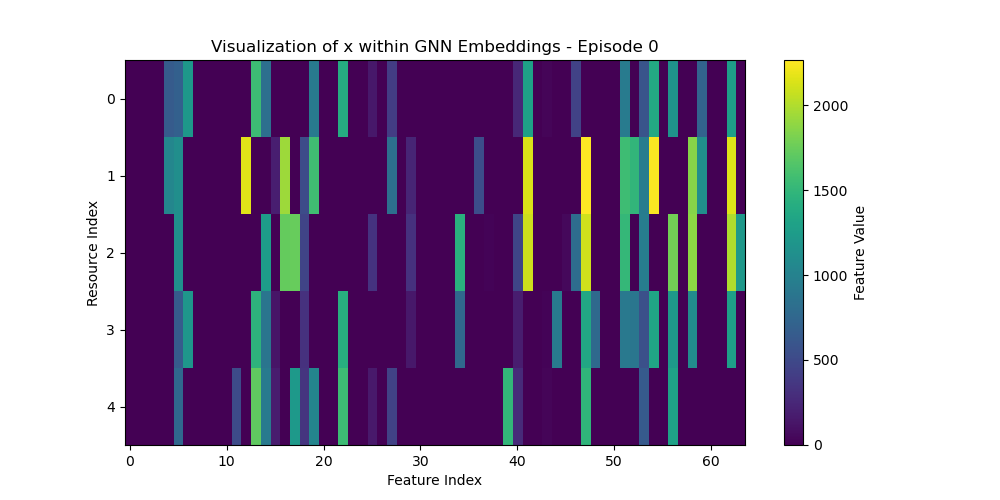 Visualization of x within GNN Embeddings - Episode 0
Resource Index
0
1
2
3
4
0 10 20 30 40 50 60
Feature Index
2000
1500
1000
500
0
Feature Value